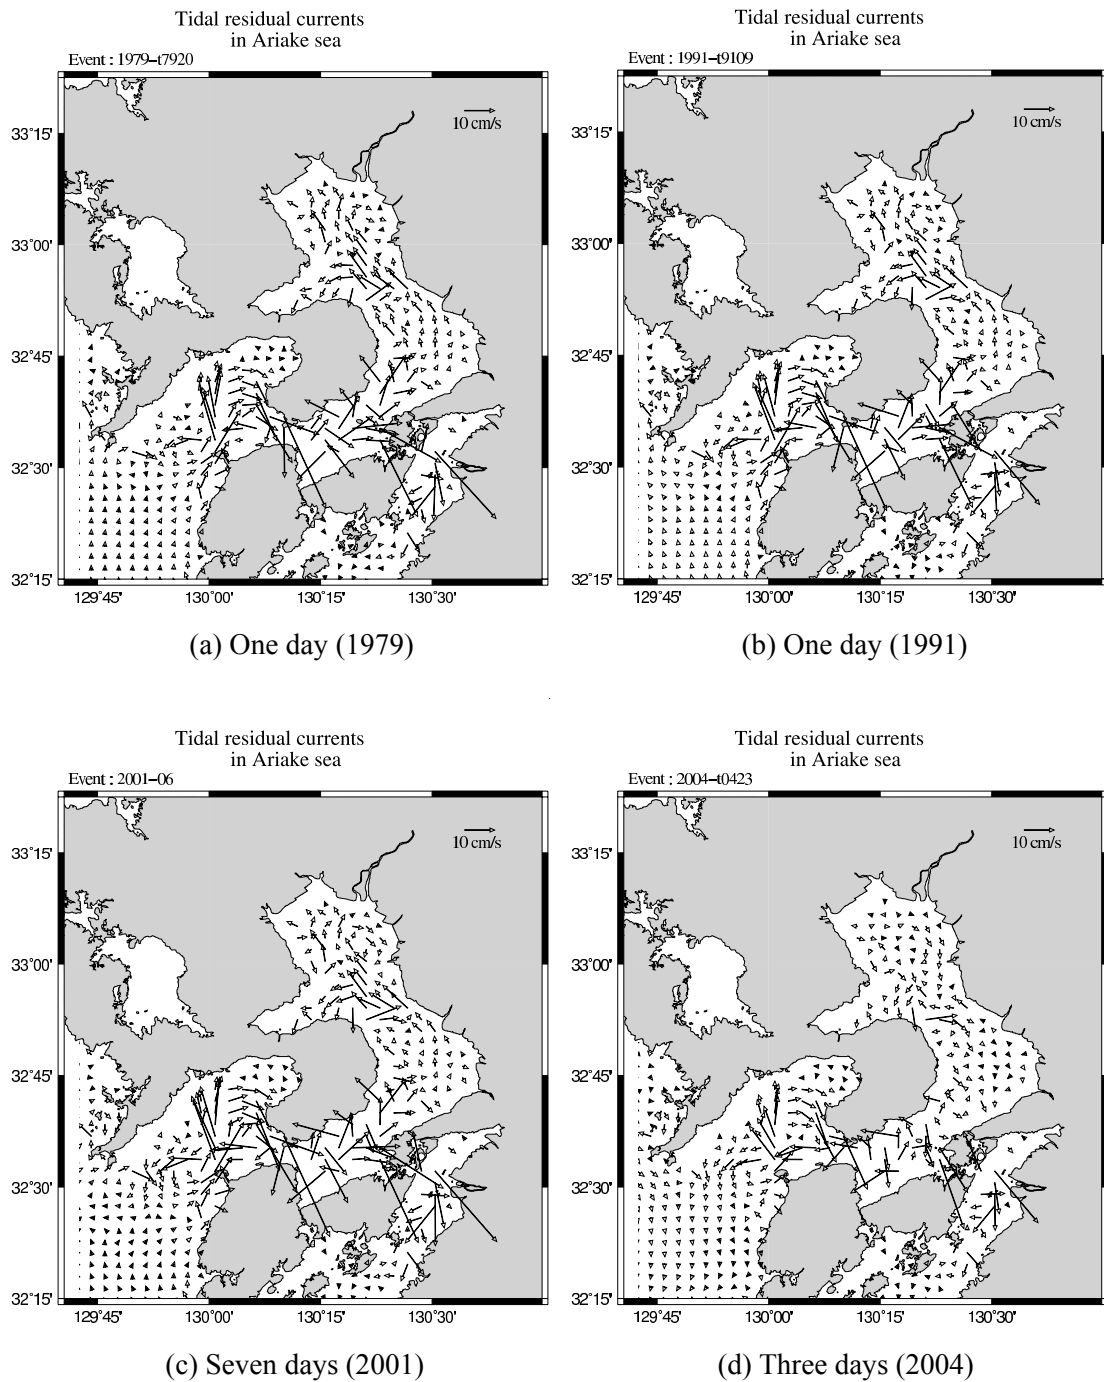 Tidal residual currents
in Ariake sea
Event : 1979-t7920
10 cm/s
33˚15'
33˚00'
32˚45'
32˚30'
32˚15'
129˚45' 130˚00' 130˚15' 130˚30'
(a) One day (1979)
Tidal residual currents
in Ariake sea
Event : 1991-t9109
10 cm/s
33˚15'
33˚00'
32˚45'
32˚30'
32˚15'
129˚45' 130˚00' 130˚15' 130˚30'
(b) One day (1991)
Tidal residual currents
in Ariake sea
Event : 2001-06
10 cm/s
33˚15'
33˚00'
32˚45'
32˚30'
32˚15'
129˚45' 130˚00' 130˚15' 130˚30'
(c) Seven days (2001)
Tidal residual currents
in Ariake sea
Event : 2004-t0423
10 cm/s
33˚15'
33˚00'
32˚45'
32˚30'
32˚15'
129˚45' 130˚00' 130˚15' 130˚30'
(d) Three days (2004)